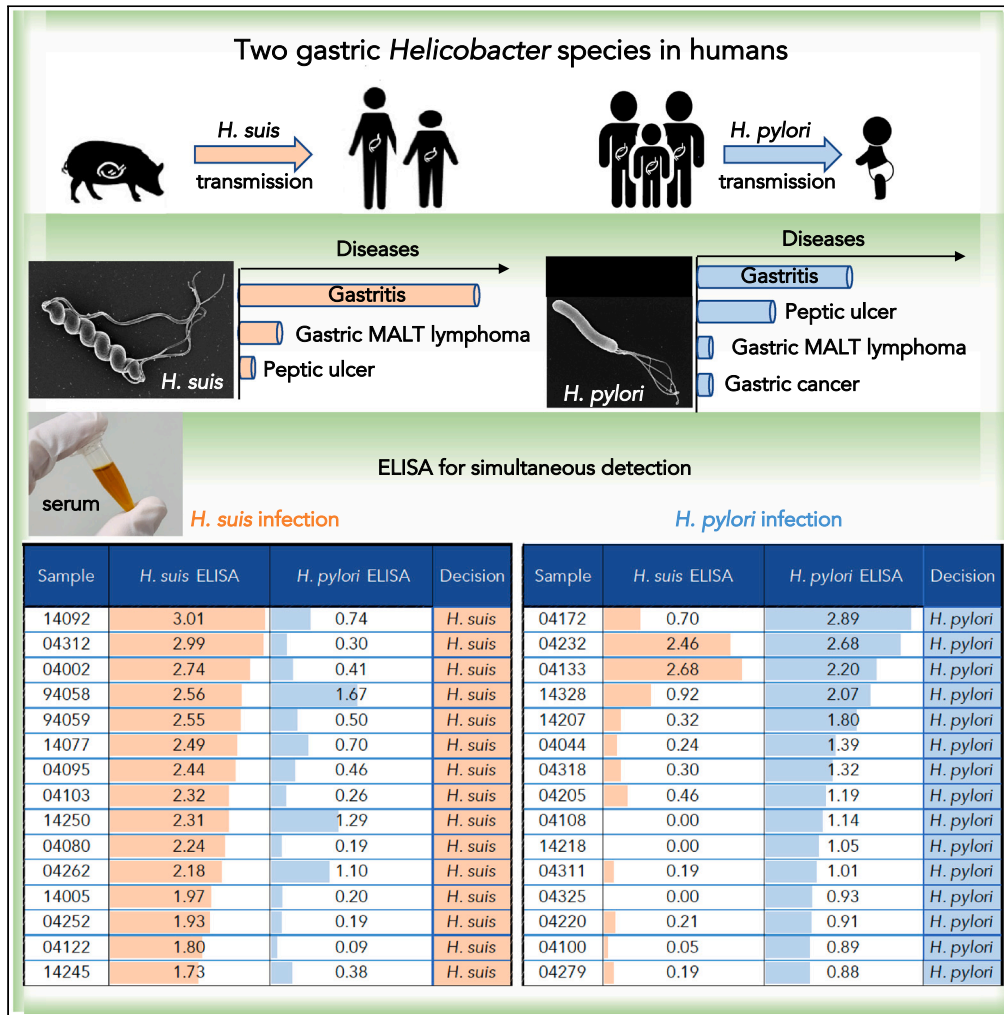 Two gastric Helicobacter species in humans
H. suis
transmission
H. pylori
transmission
Diseases
Gastritis
Gastric MALT lymphoma
Peptic ulcer
H. suis
Diseases
Gastritis
Peptic ulcer
Gastric MALT lymphoma
Gastric cancer
H. pylori
ELISA for simultaneous detection
serum
H. suis infection
H. pylori infection
Sample H. suis ELISA H. pylori ELISA Decision
14092 3.01 0.74 H. suis
04312 2.99 0.30 H. suis
04002 2.74 0.41 H. suis
94058 2.56 1.67 H. suis
94059 2.55 0.50 H. suis
14077 2.49 0.70 H. suis
04095 2.44 0.46 H. suis
04103 2.32 0.26 H. suis
14250 2.31 1.29 H. suis
04080 2.24 0.19 H. suis
04262 2.18 1.10 H. suis
14005 1.97 0.20 H. suis
04252 1.93 0.19 H. suis
04122 1.80 0.09 H. suis
14245 1.73 0.38 H. suis
Sample H. suis ELISA H. pylori ELISA Decision
04172 0.70 2.89 H. pylori
04232 2.46 2.68 H. pylori
04133 2.68 2.20 H. pylori
14328 0.92 2.07 H. pylori
14207 0.32 1.80 H. pylori
04044 0.24 1.39 H. pylori
04318 0.30 1.32 H. pylori
04205 0.46 1.19 H. pylori
04108 0.00 1.14 H. pylori
14218 0.00 1.05 H. pylori
04311 0.19 1.01 H. pylori
04325 0.00 0.93 H. pylori
04220 0.21 0.91 H. pylori
04100 0.05 0.89 H. pylori
04279 0.19 0.88 H. pylori